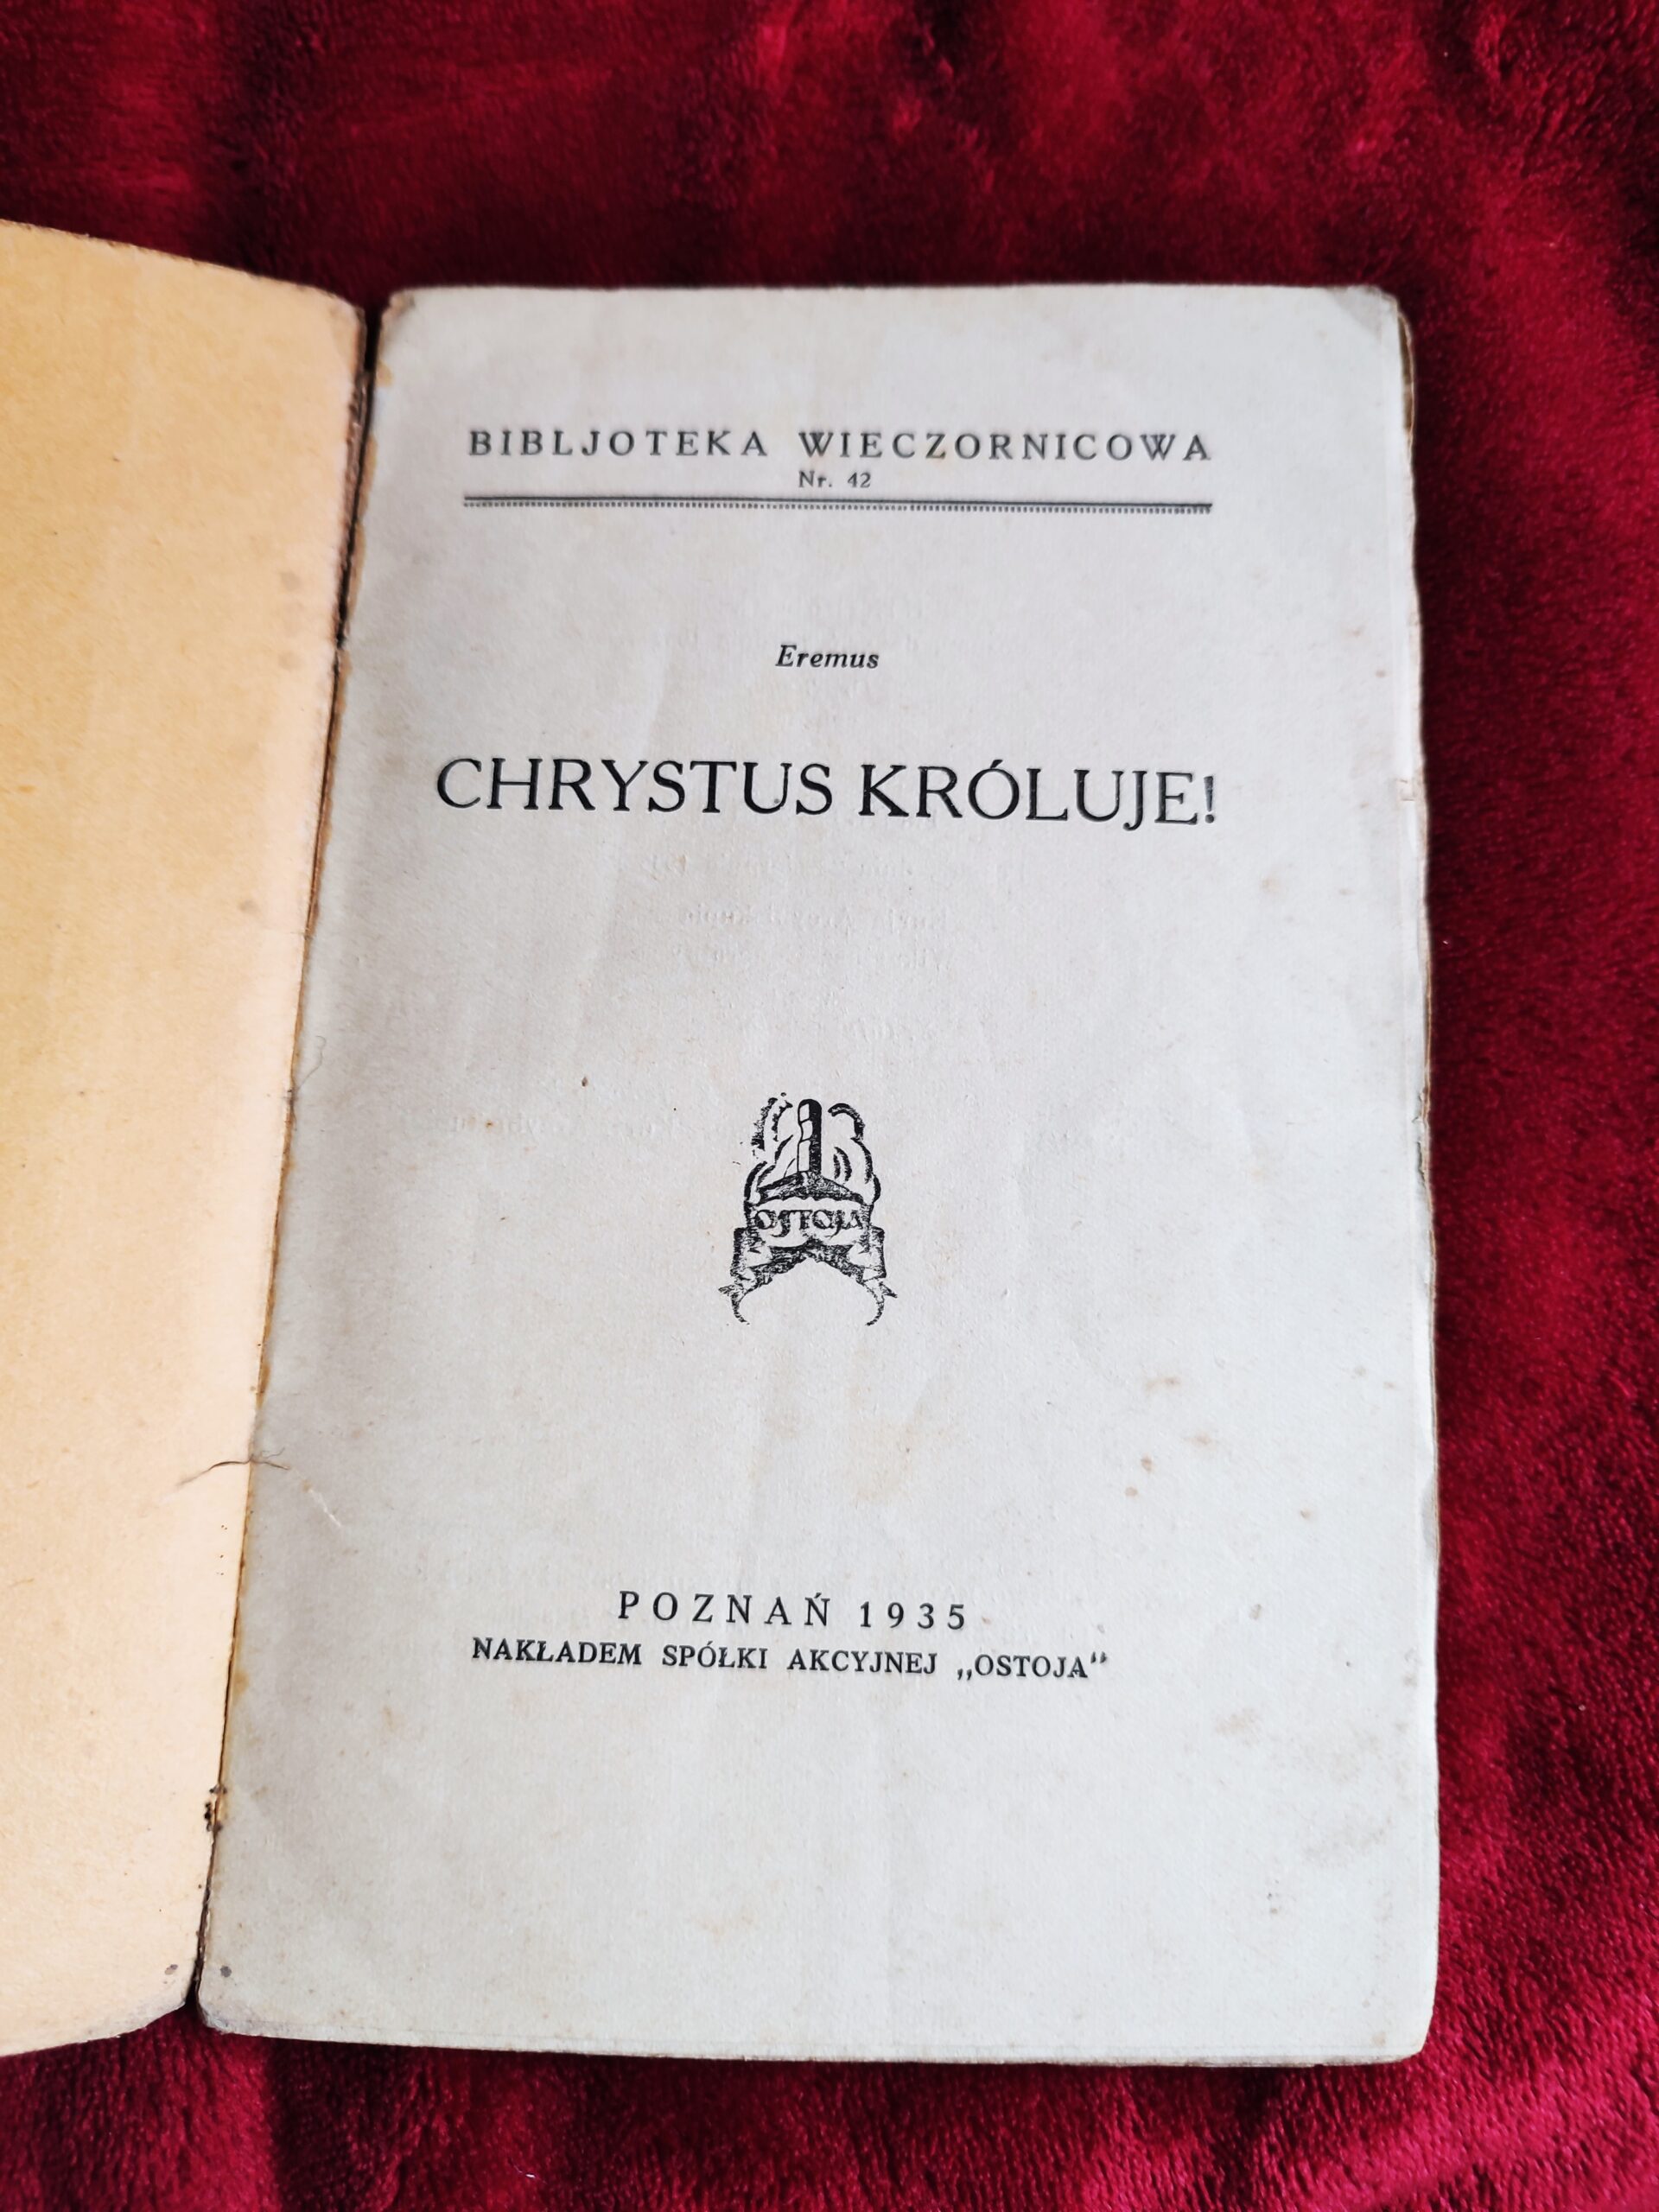 BIBLJOTEKA WIECZORNICOWA
Nr. 42
Eremus
CHRYSTUS KRÓLUJE!
OSTOJA
POZNAŃ 1935
NAKŁADEM SPÓŁKI AKCYJNEJ „OSTOJA”